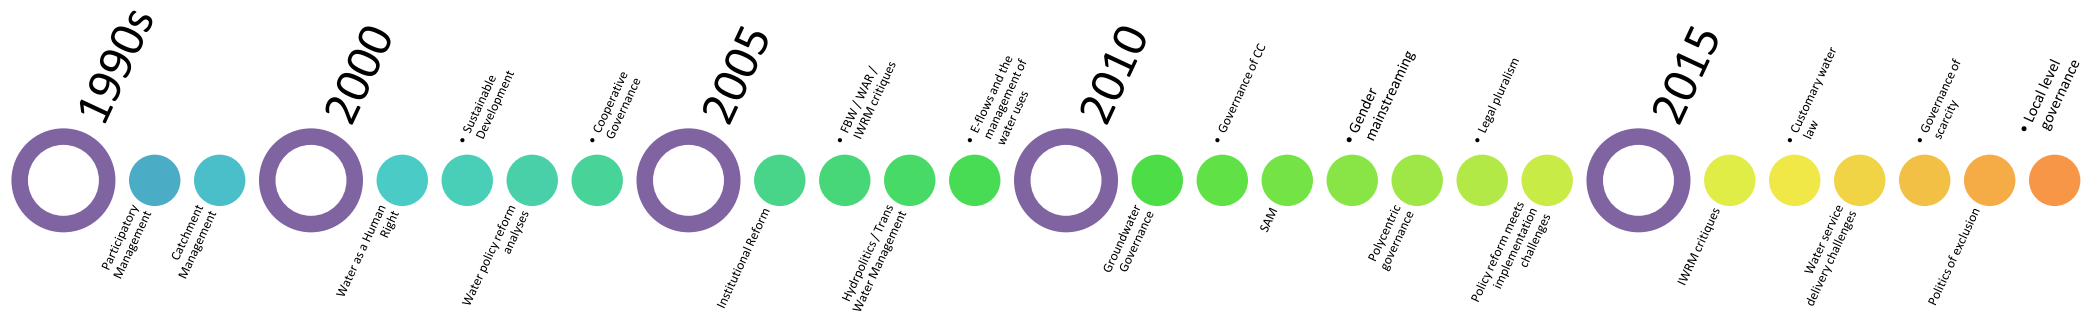 1990s
Participatory
Management
Catchment
Management
2000
Water as a Human
Right
• Sustainable
Development
Water policy reform
analyses
• Cooperative
Governance
2005
Institutional Reform
• FBW / WAR /
IWRM critiques
Hydrpolitics / Trans
Water Management
• E-flows and the
management of
water uses
2010
Groundwater
Governance
• Governance of CC
SAM
• Gender
mainstreaming
Polycentric
governance
• Legal pluralism
Policy reform meets
implementation
challenges
2015
IWRM critiques
• Customary water
law
Water service
delivery challenges
• Governance of
scarcity
Politics of exclusion
• Local level
governance